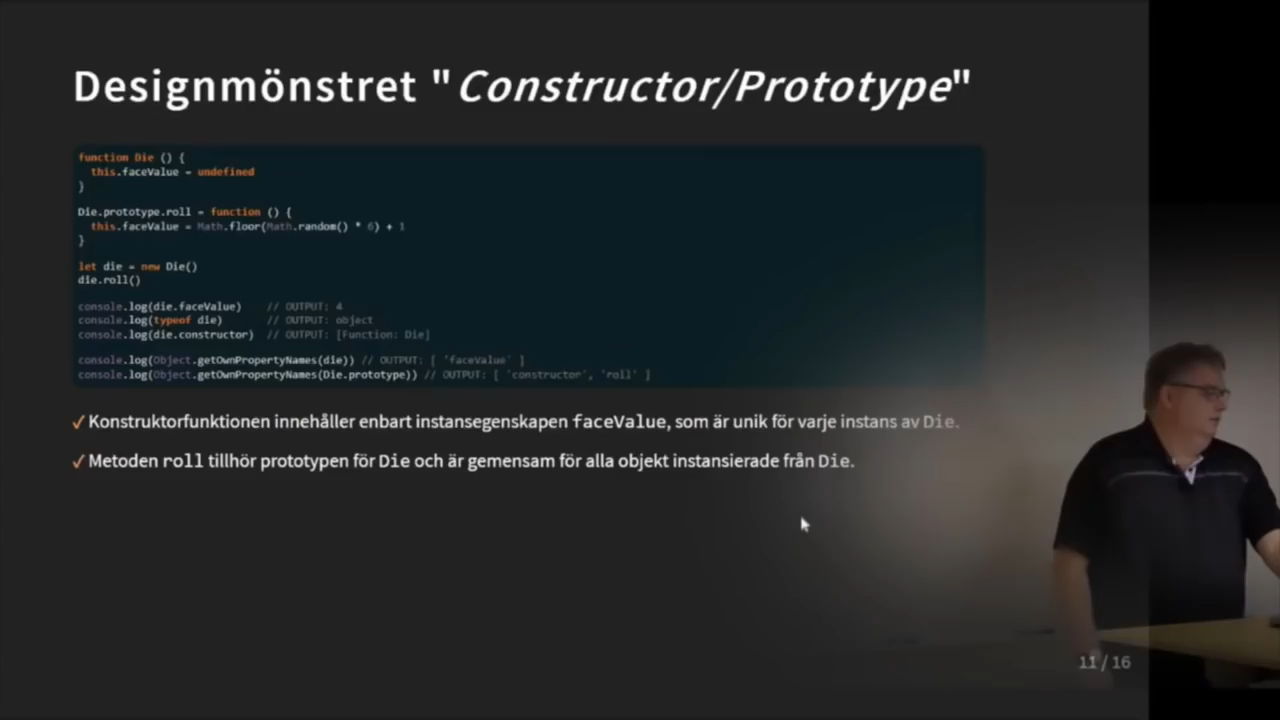 Designmönstret "Constructor/Prototype"
function Die () {
  this.faceValue = undefined
}
Die.prototype.roll = function () {
  this.faceValue = Math.floor(Math.random() * 6) + 1
}
let die = new Die()
die.roll()
console.log(die.faceValue)    // OUTPUT: 4
console.log(typeof die)       // OUTPUT: object
console.log(die.constructor)  // OUTPUT: [Function: Die]
console.log(Object.getOwnPropertyNames(die)) // OUTPUT: [ 'faceValue' ]
console.log(Object.getOwnPropertyNames(Die.prototype)) // OUTPUT: [ 'constructor', 'roll' ]
✓ Konstruktorfunktionen innehåller enbart instansegenskapen faceValue, som är unik för varje instans av Die.
✓ Metoden roll tillhör prototypen för Die och är gemensam för alla objekt instansierade från Die.
11 / 16